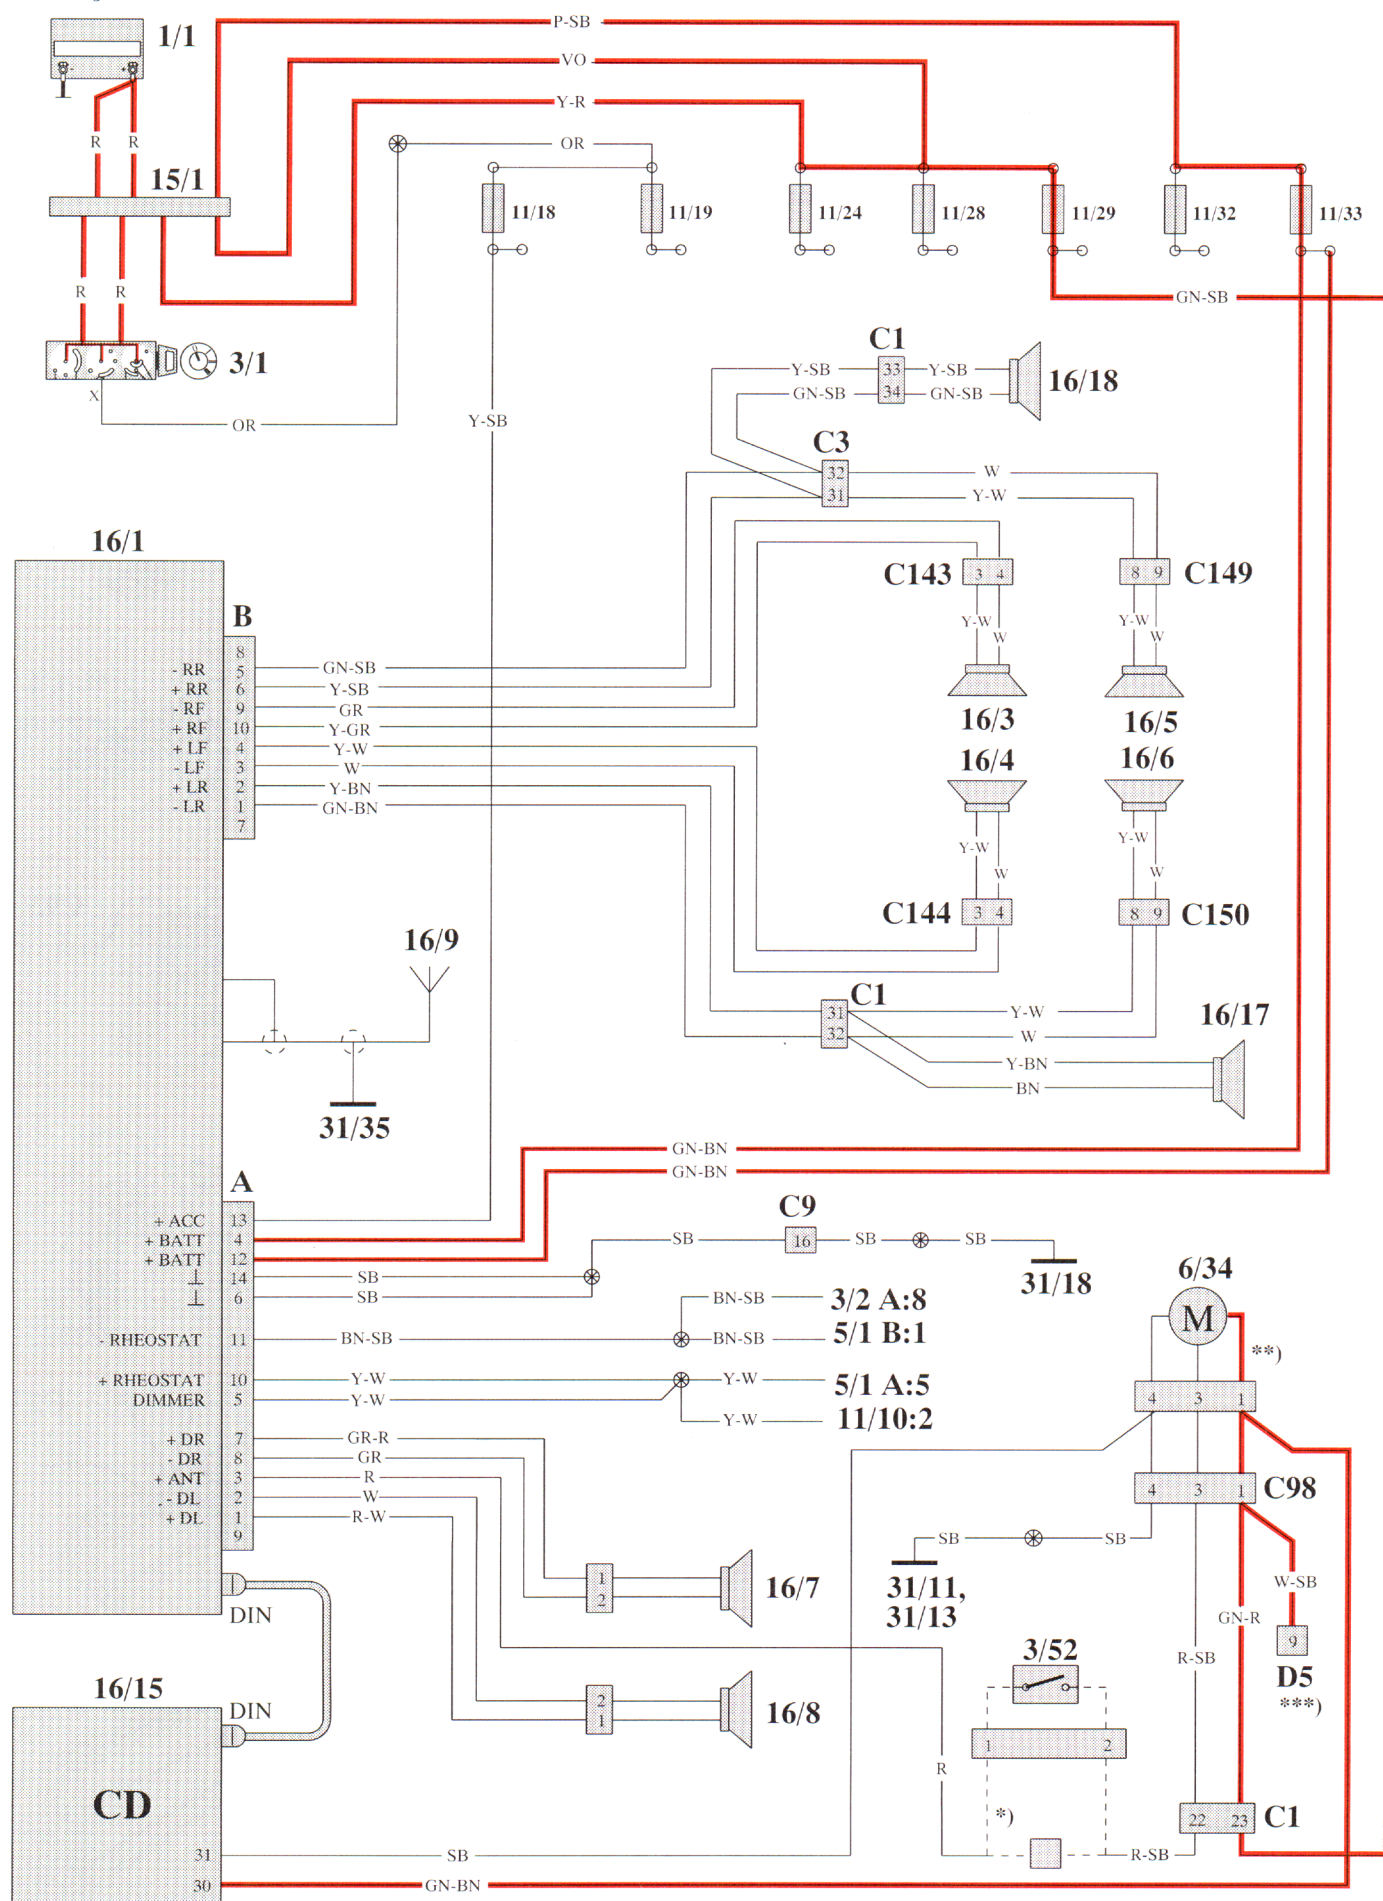 P-SB
1/1
- +
VO
Y-R
R R
OR
15/1
11/18 11/19 11/24 11/28 11/29 11/32 11/33
R R
GN-SB
3/1
X
OR
Y-SB
C1
Y-SB 33 Y-SB
GN-SB 34 GN-SB
16/18
C3
32 W
31 Y-W
16/1
C143 3 4
8 9 C149
Y-W W
Y-W W
B
8
- RR 5 GN-SB
+ RR 6 Y-SB
- RF 9 GR
+ RF 10 Y-GR
+ LF 4 Y-W
- LF 3 W
+ LR 2 Y-BN
- LR 1 GN-BN
7
16/3 16/5
16/4 16/6
Y-W W
Y-W W
C144 3 4
8 9 C150
16/9
C1
31 Y-W
32 W
16/17
Y-BN
BN
31/35
GN-BN
GN-BN
A
+ ACC 13
+ BATT 4
+ BATT 12
14 SB
6 SB
C9
SB 16 SB SB
31/18
- RHEOSTAT 11 BN-SB
BN-SB 3/2 A:8
BN-SB 5/1 B:1
+ RHEOSTAT 10 Y-W
DIMMER 5 Y-W
Y-W 5/1 A:5
Y-W 11/10:2
+ DR 7 GR-R
- DR 8 GR
+ ANT 3 R
- DL 2 W
+ DL 1 R-W
9
6/34
M
**)
4 3 1
4 3 1 C98
SB SB
31/11,
31/13
W-SB
GN-R
9
D5
***)
R-SB
1
2
16/7
DIN
2
1
16/8
3/52
1 2
R
*)
22 23 C1
R-SB
16/15
DIN
CD
31 SB
30 GN-BN